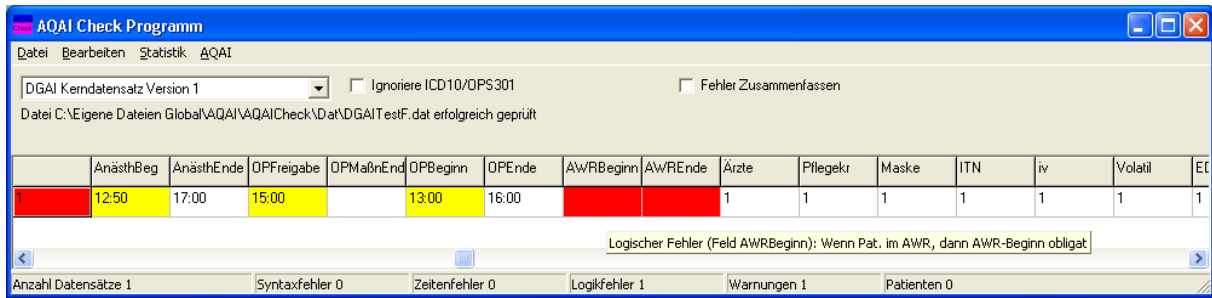 AQAI Check Programm
Datei Bearbeiten Statistik AQAI
DGAI Kerndatensatz Version 1 Ignoriere ICD10/OPS301 Fehler Zusammenfassen
Datei C:\Eigene Dateien Global\AQAI\AQAICheck\Dat\DGAITestF.dat erfolgreich geprüft
AnästhBeg AnästhEnde OPFreigabe OPMaßnEnd OPBeginn OPEnde AWRBeginn AWREnde Ärzte Pflegekr Maske ITN iv Volatil
1 12:50 17:00 15:00 13:00 16:00 1 1 1 1 1 1 1
Logischer Fehler (Feld AWRBeginn): Wenn Pat. im AWR, dann AWR-Beginn obligat
Anzahl Datensätze 1 Syntaxfehler 0 Zeitenfehler 0 Logikfehler 1 Warnungen 1 Patienten 0